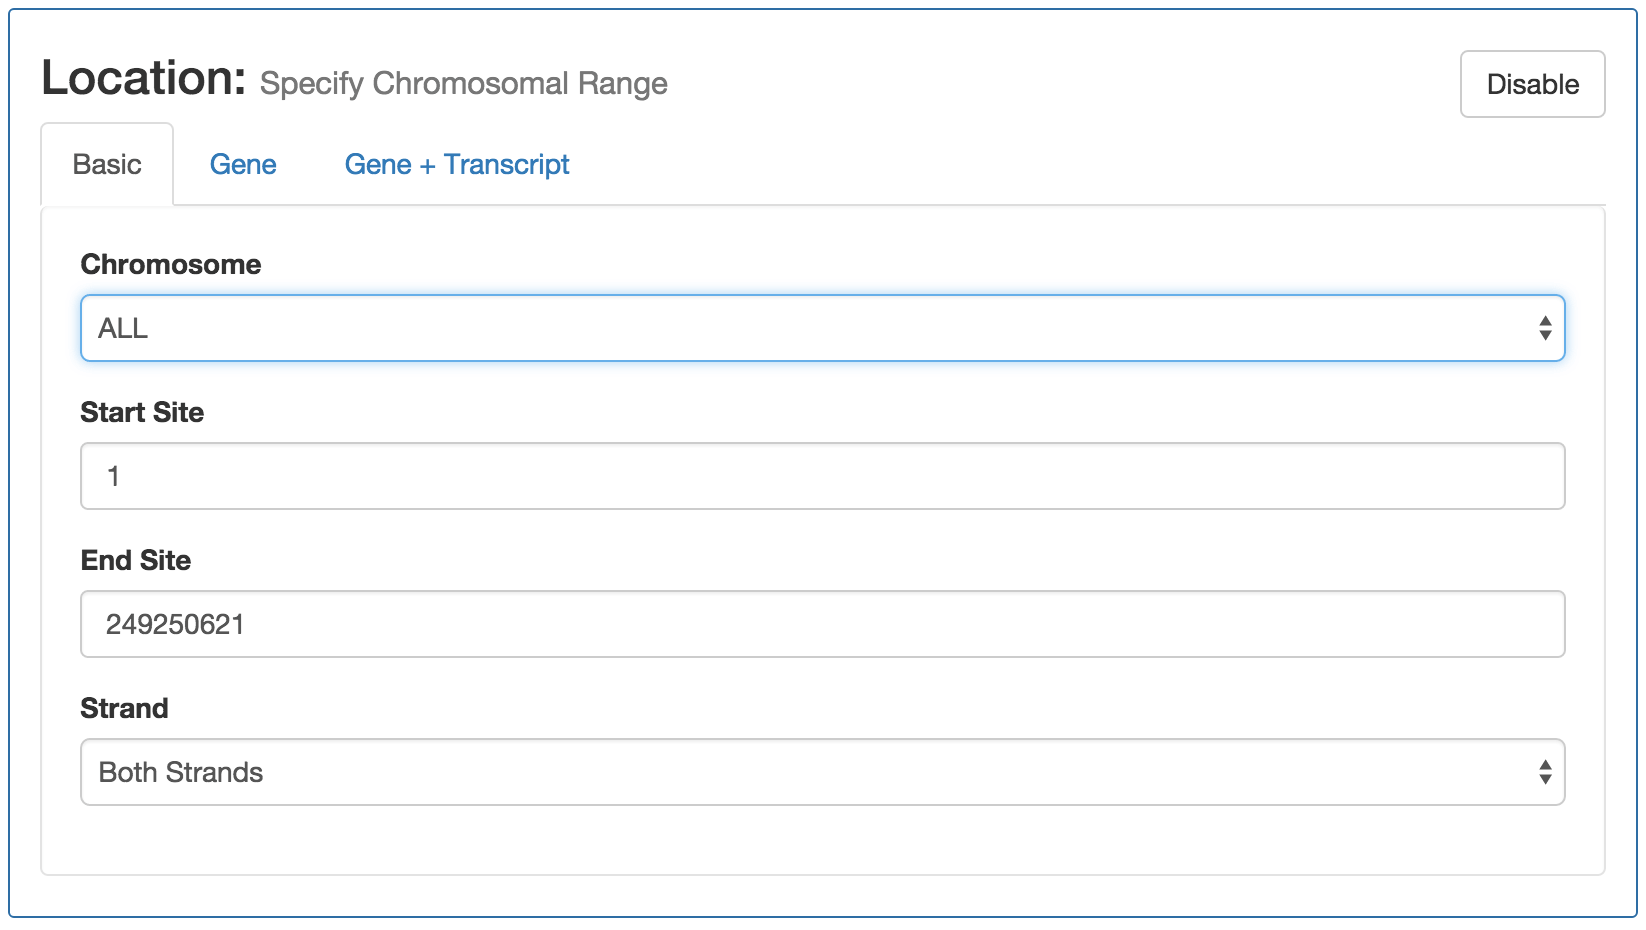 Location: Specify Chromosomal Range
Disable
Basic Gene Gene + Transcript
Chromosome
ALL
Start Site
1
End Site
249250621
Strand
Both Strands